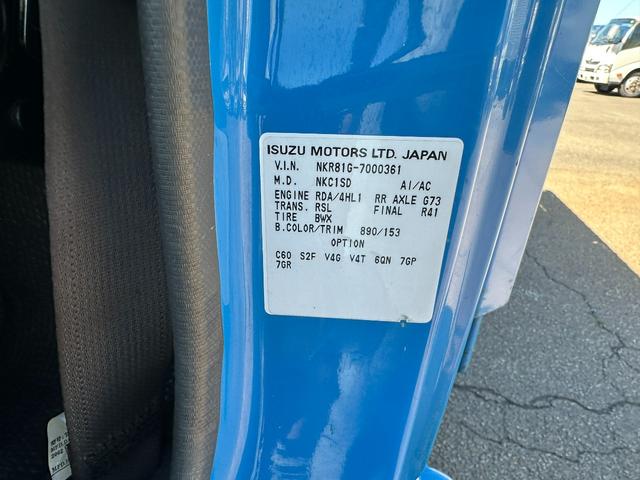 ISUZU MOTORS LTD. JAPAN
V.I.N. NKR81G-7000361
M.D. NKC1SD AI/AC
ENGINE RDA/4HL1 RR AXLE G73
TRANS. RSL FINAL R41
TIRE BWX
B.COLOR/TRIM 890/153
OPTION
C60 S2F V4G V4T 6QN 7GP
7GR